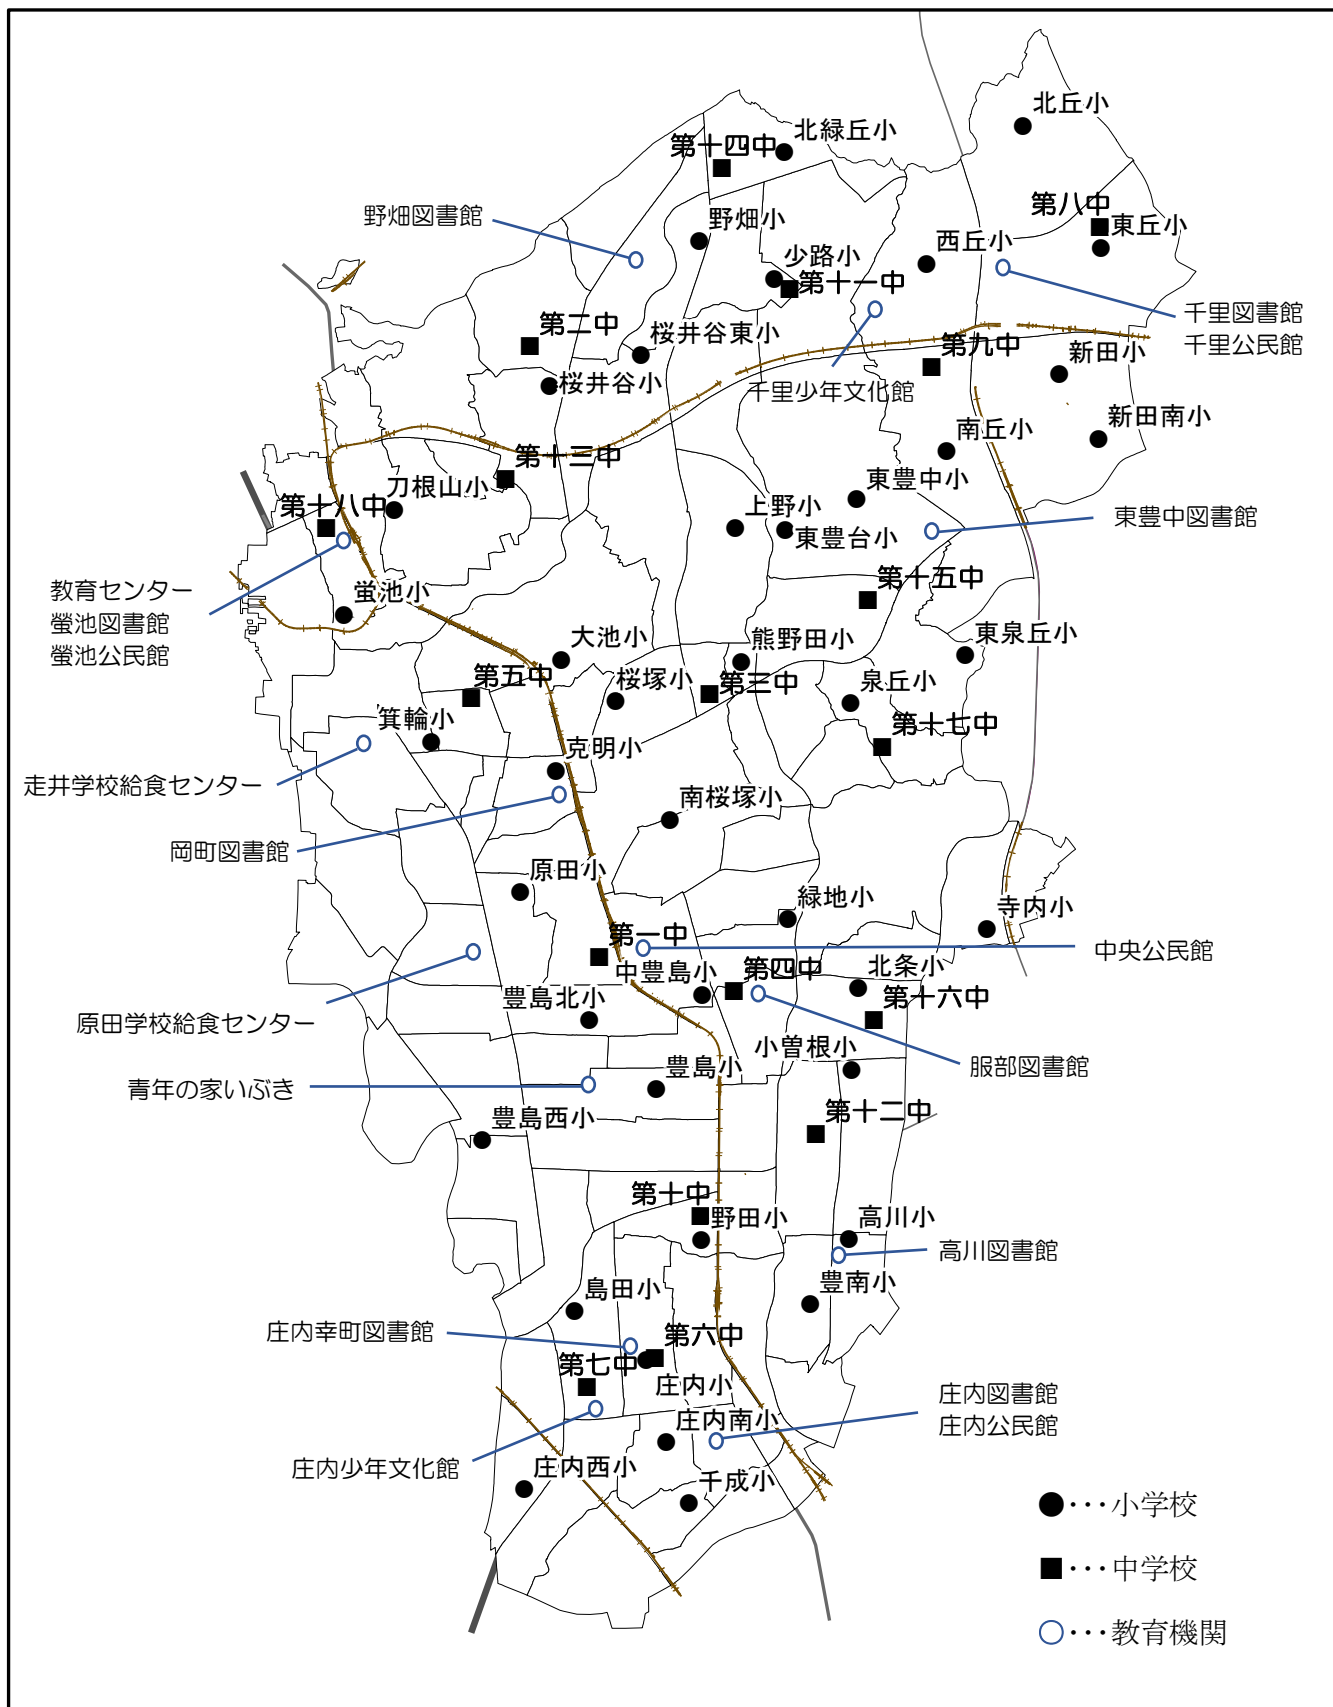 北丘小
北緑丘小
第十四中
第八中
野畑図書館
野畑小
東丘小
西丘小
少路小
第十一中
千里図書館
千里公民館
第二中
桜井谷東小
第九中
新田小
桜井谷小
千里少年文化館
新田南小
南丘小
第十三中
刀根山小
東豊中小
第十八中
上野小
東豊中図書館
東豊台小
教育センター
螢池図書館
螢池公民館
蛍池小
第十五中
大池小
熊野田小
東泉丘小
第五中
桜塚小
第三中
泉丘小
箕輪小
第十七中
克明小
走井学校給食センター
南桜塚小
岡町図書館
原田小
緑地小
寺内小
第一中
中央公民館
中豊島小
第四中
北条小
豊島北小
第十六中
原田学校給食センター
小曽根小
豊島小
服部図書館
青年の家いぶき
豊島西小
第十二中
第十中
野田小
高川小
高川図書館
島田小
豊南小
庄内幸町図書館
第六中
第七中
庄内小
庄内図書館
庄内公民館
庄内南小
庄内少年文化館
庄内西小
千成小
●･･･小学校
■･･･中学校
○･･･教育機関